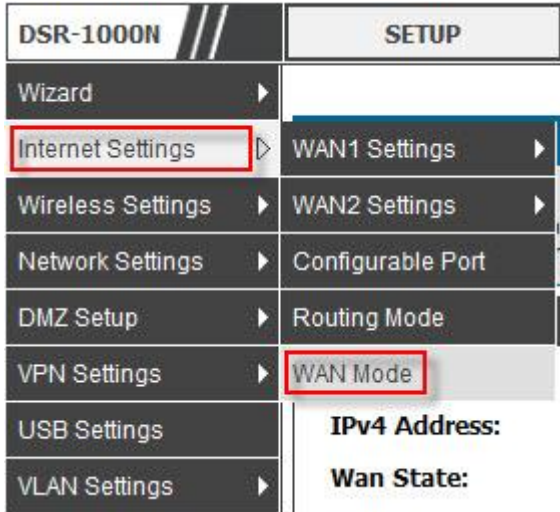 DSR-1000N
SETUP
Wizard
Internet Settings
WAN1 Settings
Wireless Settings
WAN2 Settings
Network Settings
Configurable Port
DMZ Setup
Routing Mode
VPN Settings
WAN Mode
USB Settings
IPv4 Address:
VLAN Settings
Wan State: